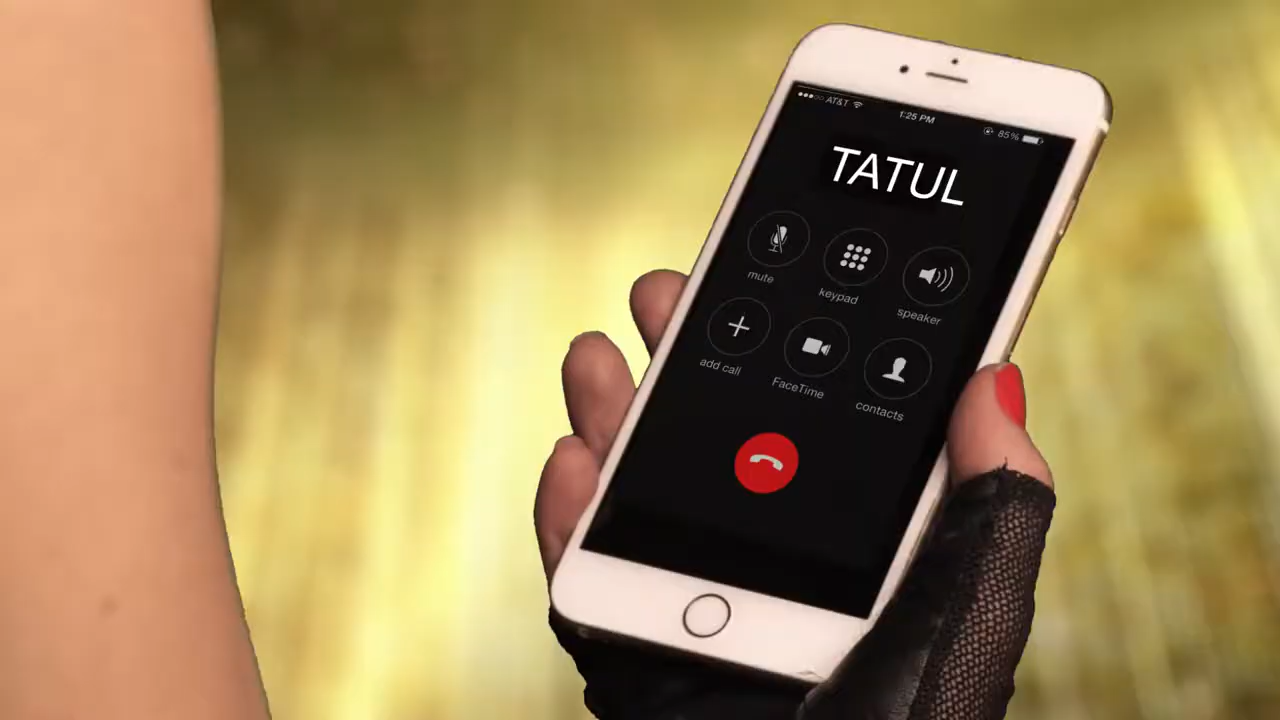 AT&T 1:25 PM 85%
TATUL
mute keypad speaker
add call FaceTime contacts